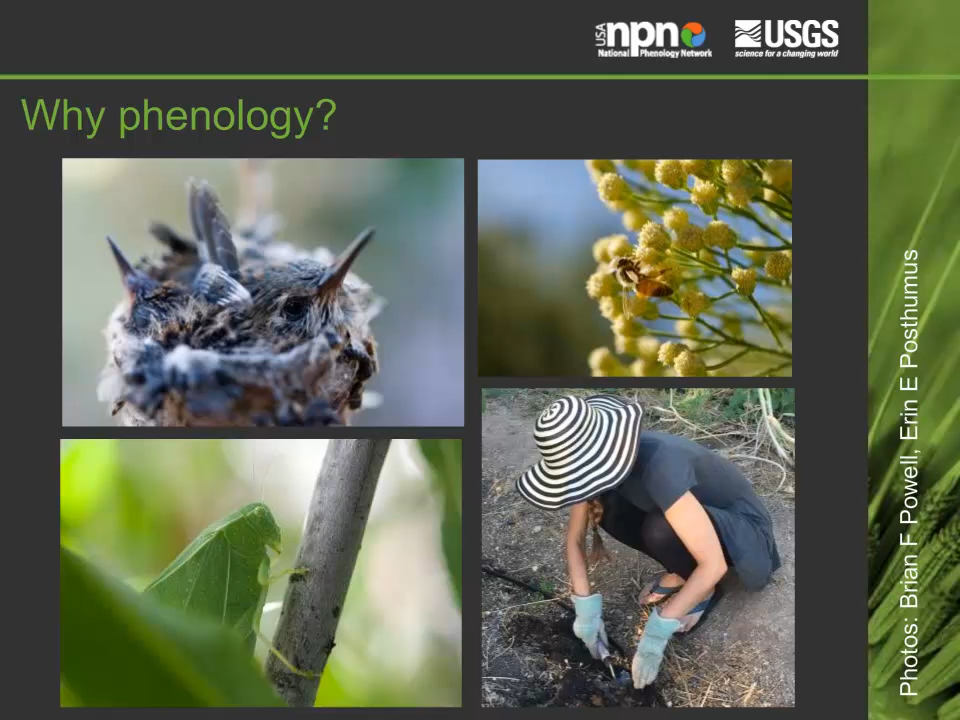 USA npn
National Phenology Network
USGS
science for a changing world
Why phenology?
Photos: Brian F Powell, Erin E Posthumus